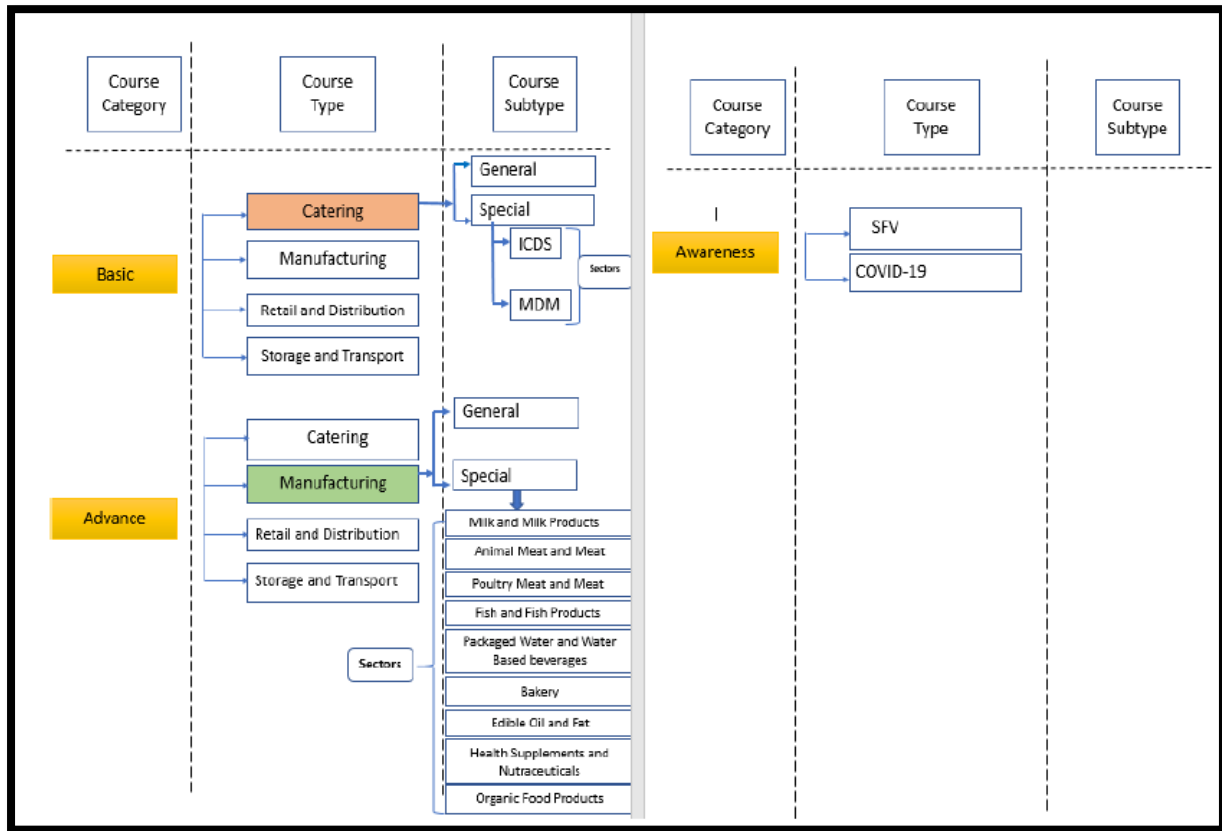 Course
Category
Course
Type
Course
Subtype
General
Catering
Special
Manufacturing
ICDS
Sectors
Basic
Retail and Distribution
MDM
Storage and Transport
General
Catering
Manufacturing
Special
Advance
Retail and Distribution
Storage and Transport
Milk and Milk Products
Animal Meat and Meat
Poultry Meat and Meat
Fish and Fish Products
Packaged Water and Water
Based beverages
Sectors
Bakery
Edible Oil and Fat
Health Supplements and
Nutraceuticals
Organic Food Products
Course
Category
Course
Type
Course
Subtype
I
SFV
Awareness
COVID-19